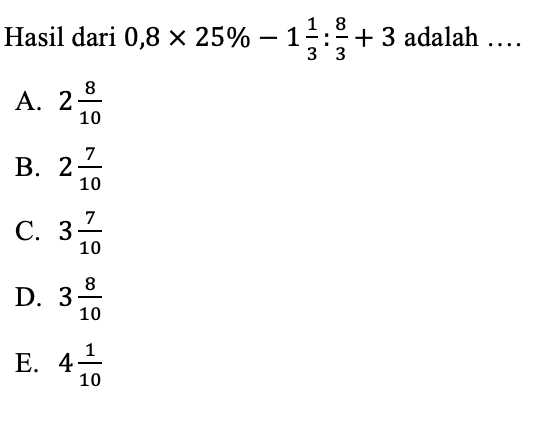 Hasil dari 0,8 × 25% − 1 1/3 : 8/3 + 3 adalah ....
A. 2 8/10
B. 2 7/10
C. 3 7/10
D. 3 8/10
E. 4 1/10